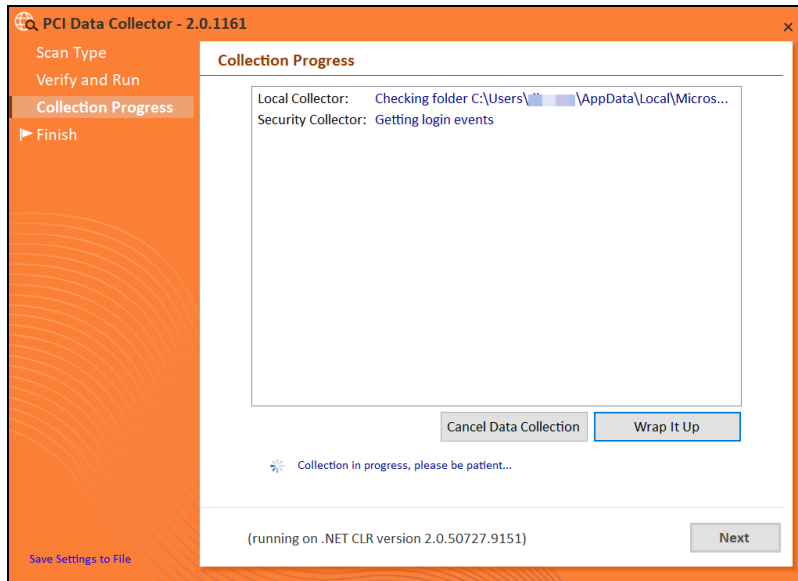 PCI Data Collector - 2.0.1161
×
Scan Type
Verify and Run
Collection Progress
Finish
Collection Progress
Local Collector: Checking folder C:\Users\ \AppData\Local\Micros...
Security Collector: Getting login events
Cancel Data Collection
Wrap It Up
Collection in progress, please be patient...
(running on .NET CLR version 2.0.50727.9151)
Next
Save Settings to File